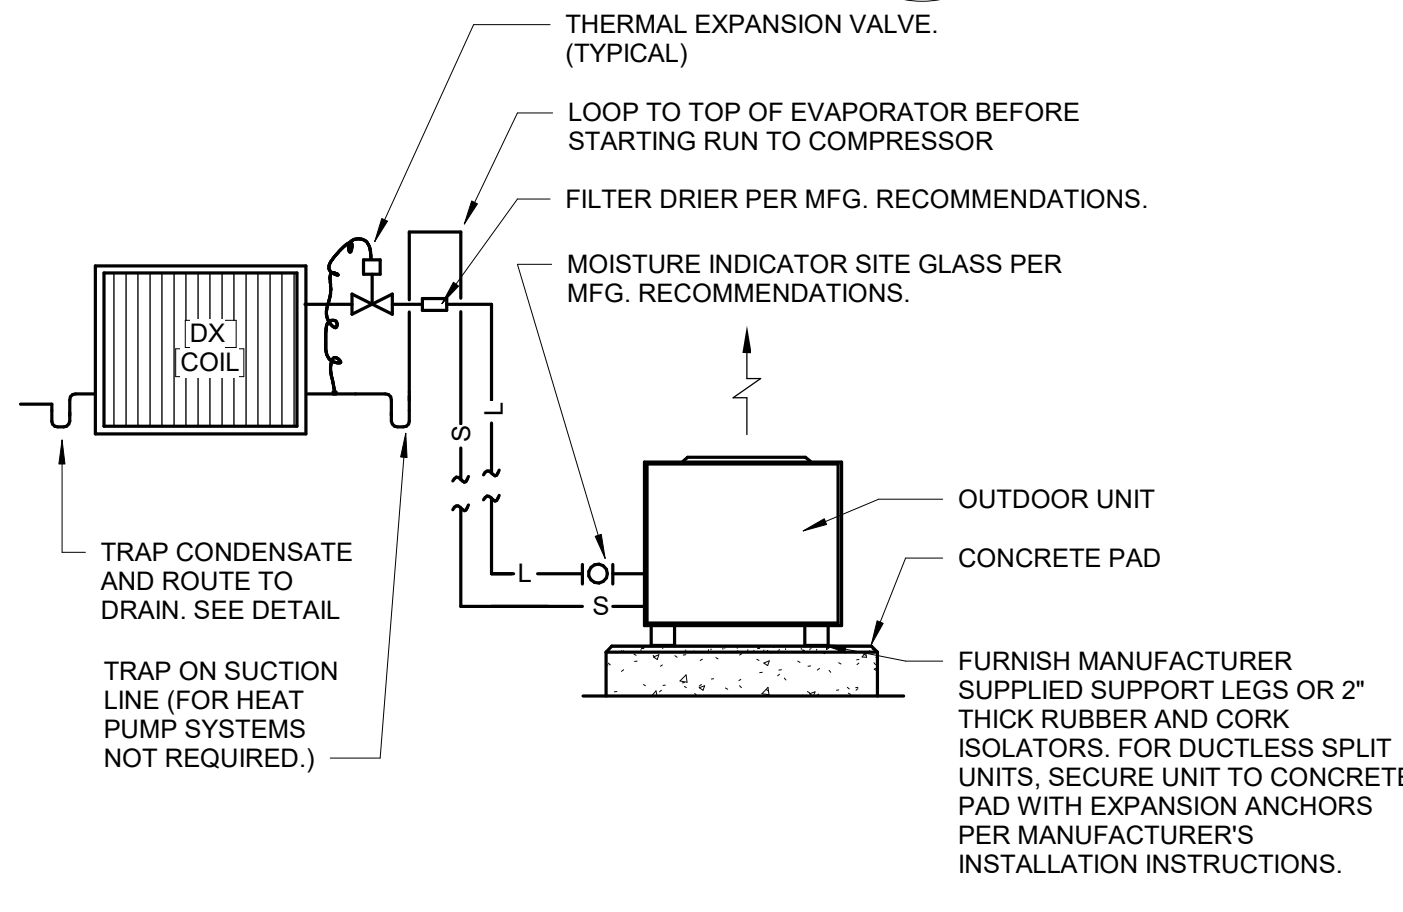 THERMAL EXPANSION VALVE.
(TYPICAL)
LOOP TO TOP OF EVAPORATOR BEFORE
STARTING RUN TO COMPRESSOR
FILTER DRIER PER MFG. RECOMMENDATIONS.
MOISTURE INDICATOR SITE GLASS PER
MFG. RECOMMENDATIONS.
DX
COIL
L
S
OUTDOOR UNIT
TRAP CONDENSATE
AND ROUTE TO
DRAIN. SEE DETAIL
CONCRETE PAD
L
S
TRAP ON SUCTION
LINE (FOR HEAT
PUMP SYSTEMS
NOT REQUIRED.)
FURNISH MANUFACTURER
SUPPLIED SUPPORT LEGS OR 2"
THICK RUBBER AND CORK
ISOLATORS. FOR DUCTLESS SPLIT
UNITS, SECURE UNIT TO CONCRETE
PAD WITH EXPANSION ANCHORS
PER MANUFACTURER'S
INSTALLATION INSTRUCTIONS.